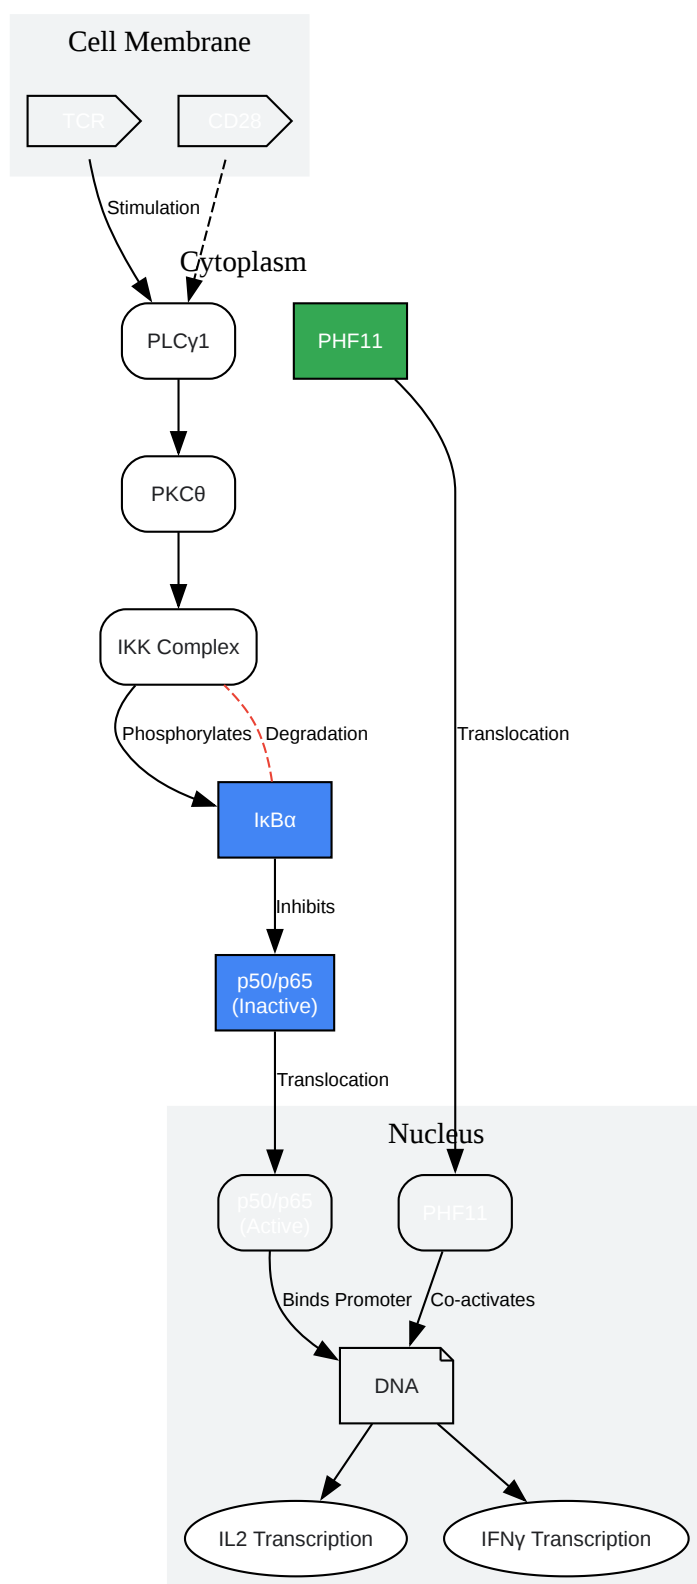 Cell Membrane
TCR
CD28
Stimulation
Cytoplasm
PLCγ1
PHF11
PKCθ
IKK Complex
Phosphorylates
Degradation
Translocation
IκBα
Inhibits
p50/p65
(Inactive)
Translocation
Nucleus
p50/p65
(Active)
PHF11
Binds Promoter
Co-activates
DNA
IL2 Transcription
IFNγ Transcription